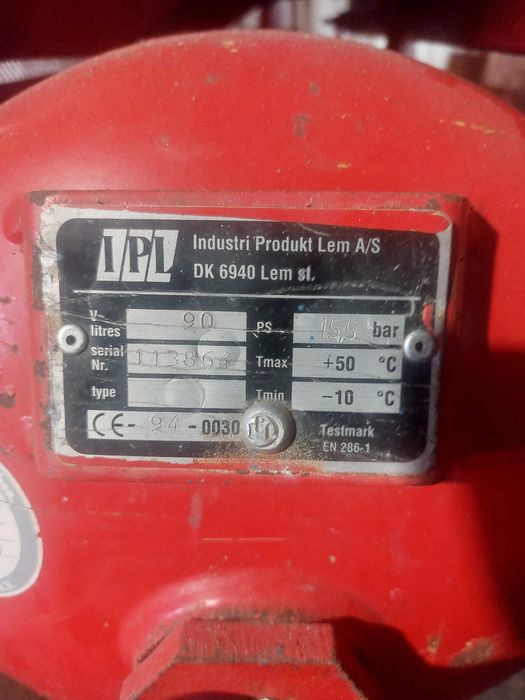 IPL
Industri Produkt Lem A/S
DK 6940 Lem st.
V litres 90 PS 15,5 bar
serial Nr. 113864 Tmax +50 °C
type Tmin -10 °C
CE - 94 - 0030
Testmark
EN 286-1